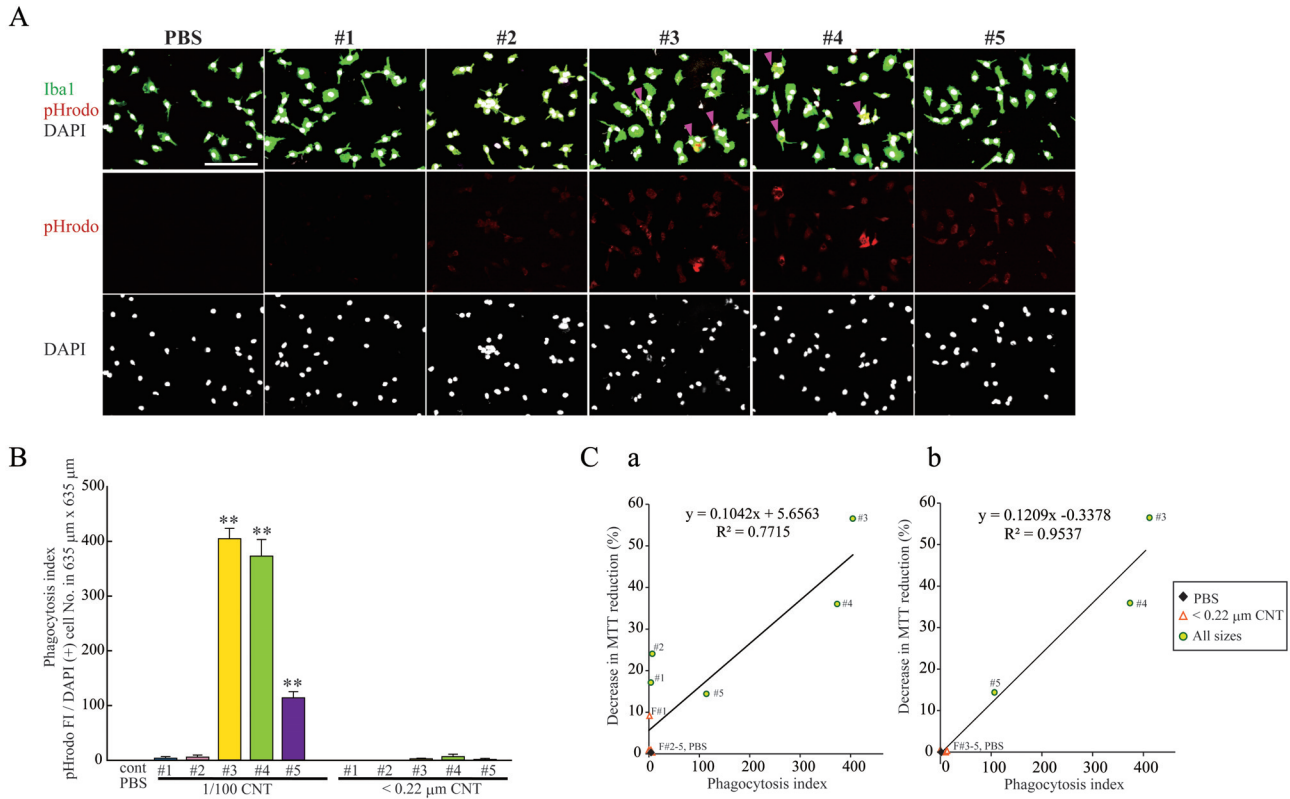 A
PBS #1 #2 #3 #4 #5
Iba1
pHrodo
DAPI
pHrodo
DAPI
B
Phagocytosis index
pHrodo FI / DAPI (+) cell No. in 635 μm x 635 μm
500
400
300
200
100
0
** ** **
cont
PBS
#1 #2 #3 #4 #5
1/100 CNT
#1 #2 #3 #4 #5
< 0.22 μm CNT
C a
Decrease in MTT reduction (%)
60
50
40
30
20
10
0
y = 0.1042x + 5.6563
R² = 0.7715
#3
#4
#2
#1
#5
F#1
F#2-5, PBS
0 100 200 300 400
Phagocytosis index
b
Decrease in MTT reduction (%)
60
50
40
30
20
10
0
y = 0.1209x -0.3378
R² = 0.9537
#3
#4
#5
F#3-5, PBS
0 100 200 300 400
Phagocytosis index
PBS
< 0.22 μm CNT
All sizes